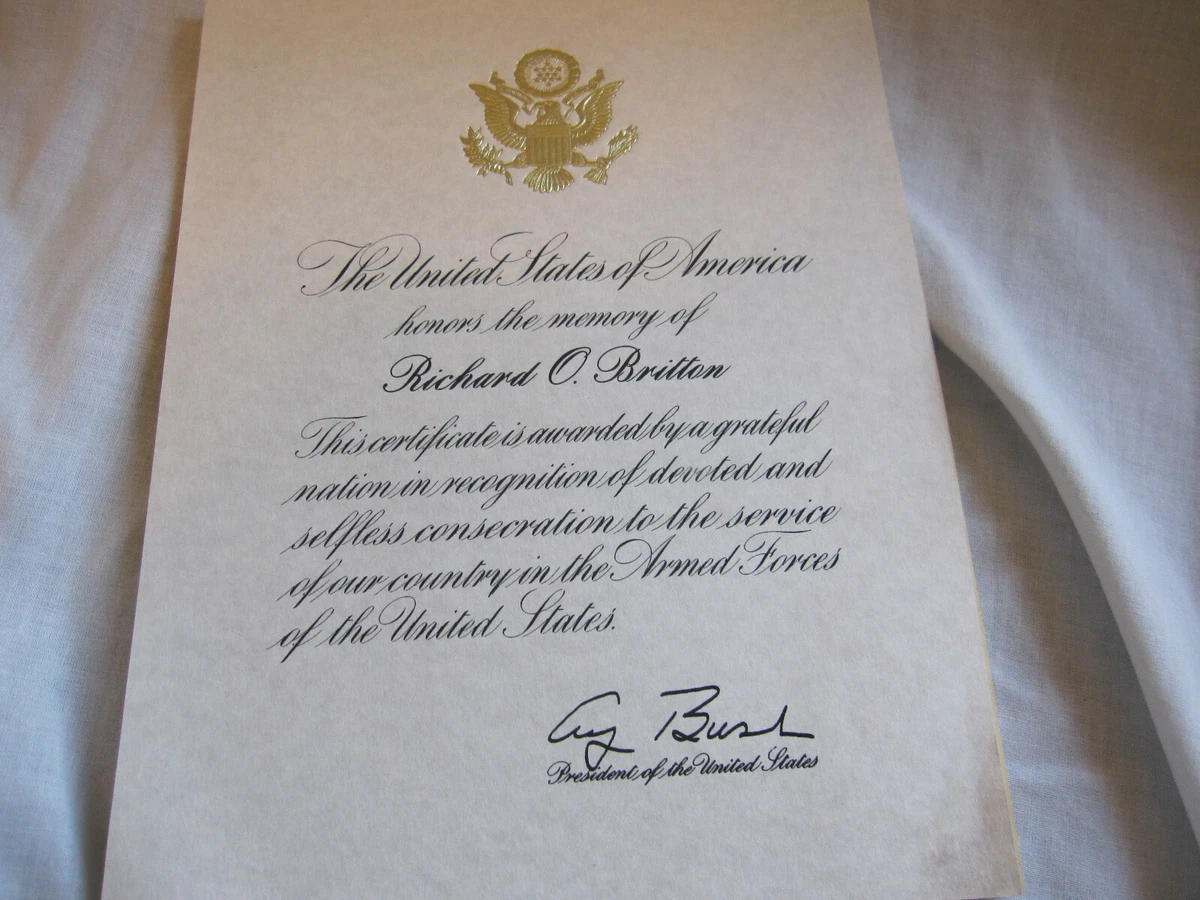 The United States of America
honors the memory of
Richard O. Britton
This certificate is awarded by a grateful
nation in recognition of devoted and
selfless consecration to the service
of our country in the Armed Forces
of the United States.
Bush
President of the United States